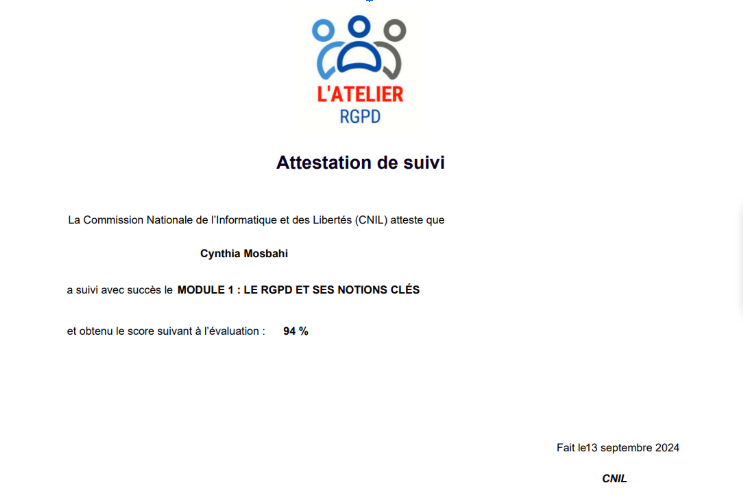 L'ATELIER
RGPD
Attestation de suivi
La Commission Nationale de l'Informatique et des Libertés (CNIL) atteste que
Cynthia Mosbahi
a suivi avec succès le MODULE 1 : LE RGPD ET SES NOTIONS CLÉS
et obtenu le score suivant à l'évaluation : 94 %
Fait le13 septembre 2024
CNIL